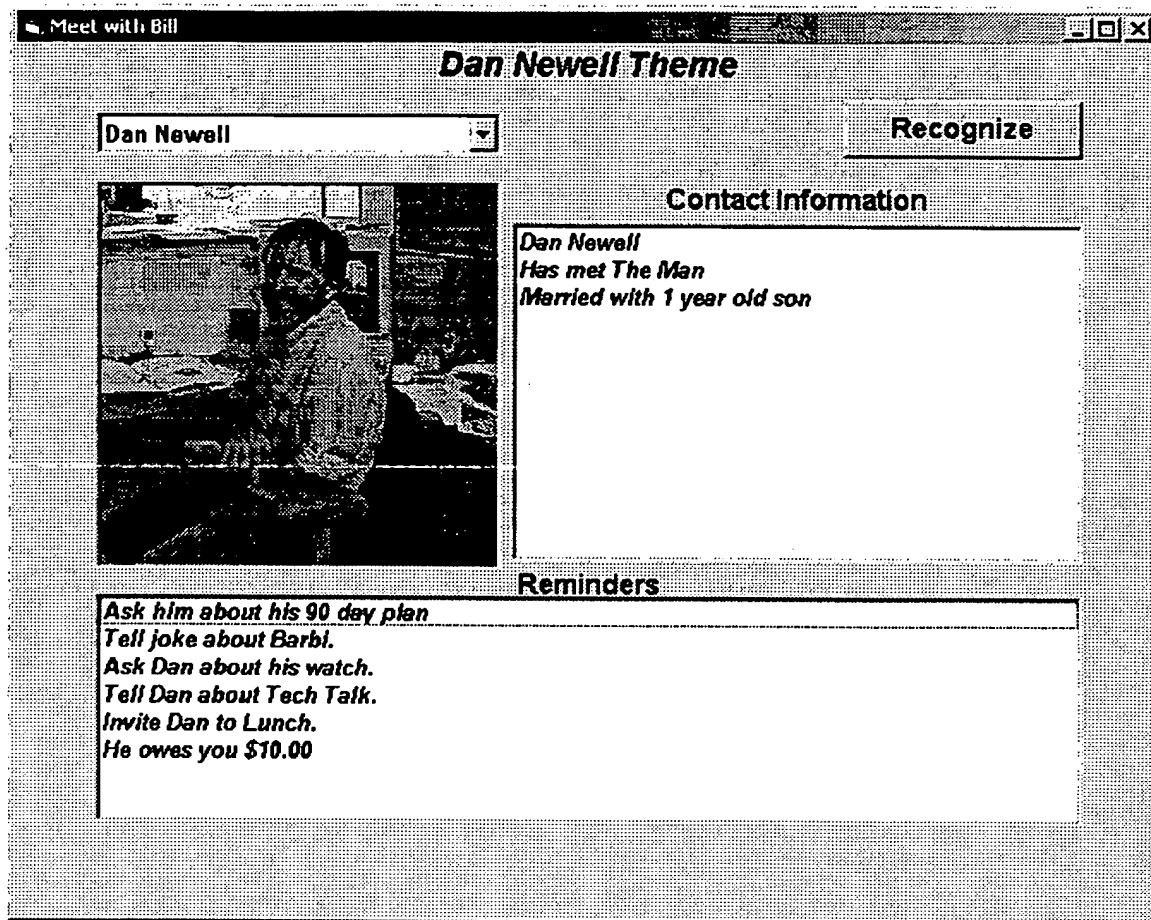 Meet with Bill
Dan Newell Theme
Dan Newell
Recognize
Contact Information
Dan Newell
Has met The Man
Married with 1 year old son
Reminders
Ask him about his 90 day plan
Tell joke about Barbi.
Ask Dan about his watch.
Tell Dan about Tech Talk.
Invite Dan to Lunch.
He owes you $10.00